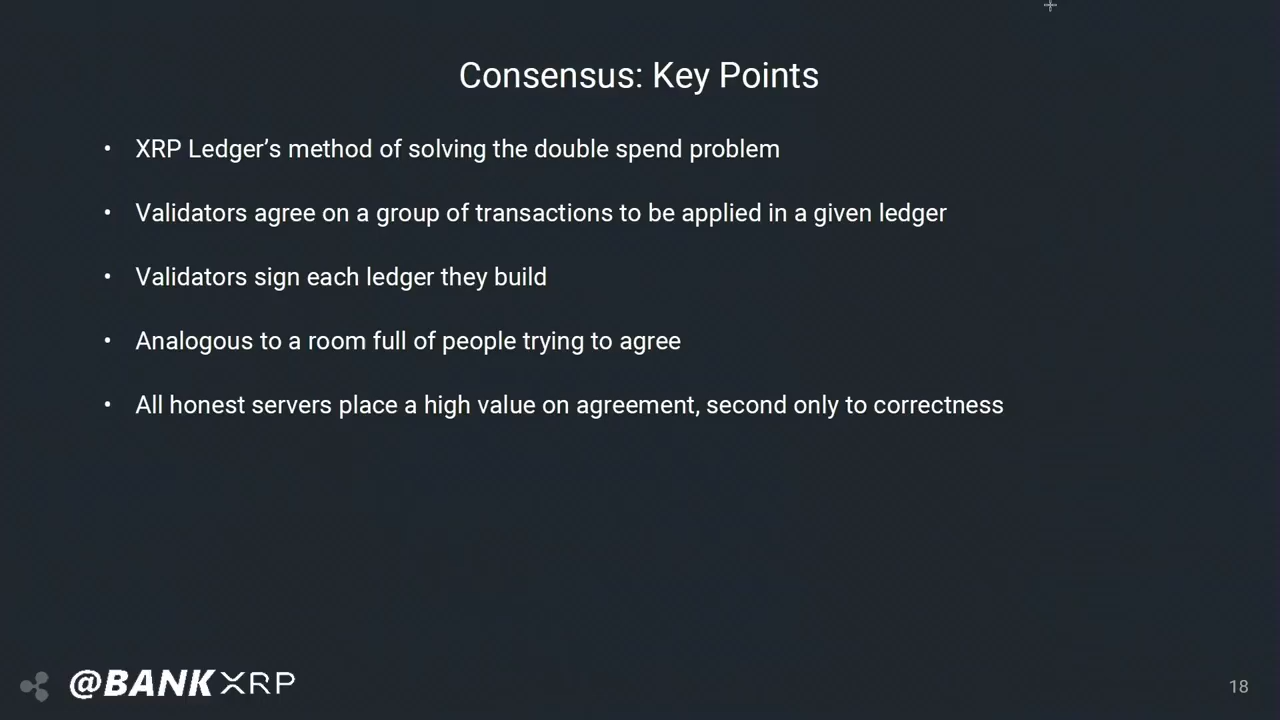 Consensus: Key Points
• XRP Ledger’s method of solving the double spend problem
• Validators agree on a group of transactions to be applied in a given ledger
• Validators sign each ledger they build
• Analogous to a room full of people trying to agree
• All honest servers place a high value on agreement, second only to correctness
@BANKXRP
18